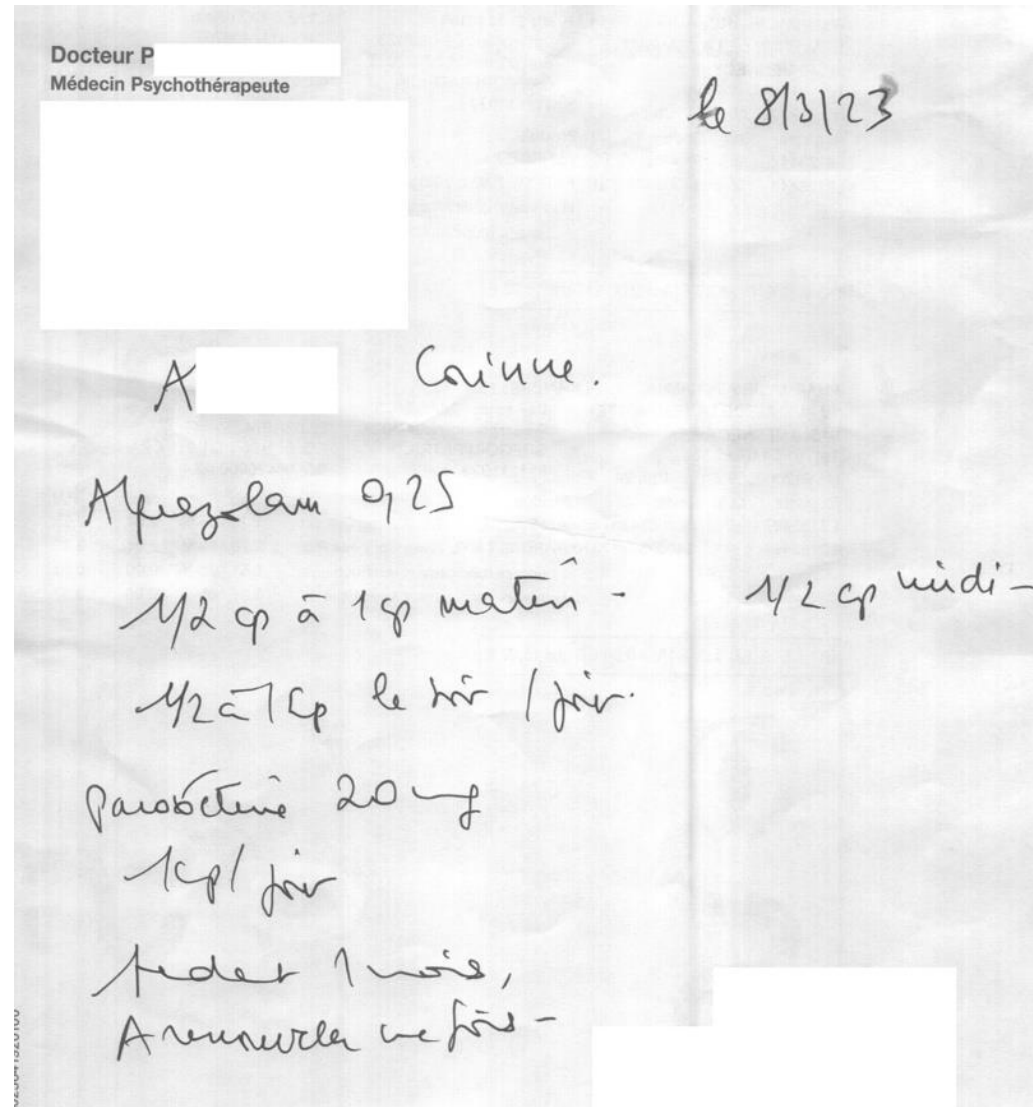 Docteur P
Médecin Psychothérapeute
le 8/3/23
A Corinne.
Alprazolam 0,25
1/2 cp à 1 cp matin - 1/2 cp midi -
1/2 à 1 cp le soir / jour.
paroxétine 20 mg
1 cp / jour
pendant 1 mois,
A renouveler une fois -